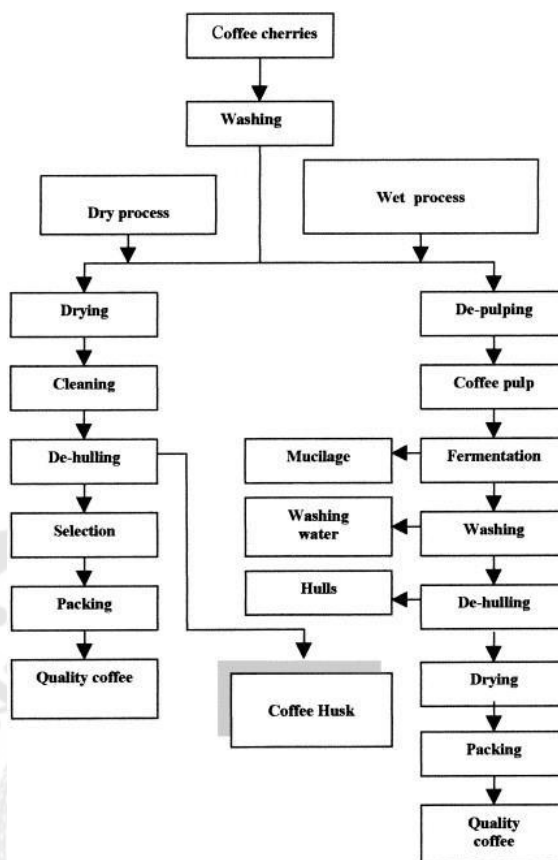 Coffee cherries
Washing
Dry process
Wet process
Drying
De-pulping
Cleaning
Coffee pulp
De-hulling
Mucilage
Fermentation
Selection
Washing
water
Washing
Packing
Hulls
De-hulling
Quality coffee
Coffee Husk
Drying
Packing
Quality
coffee